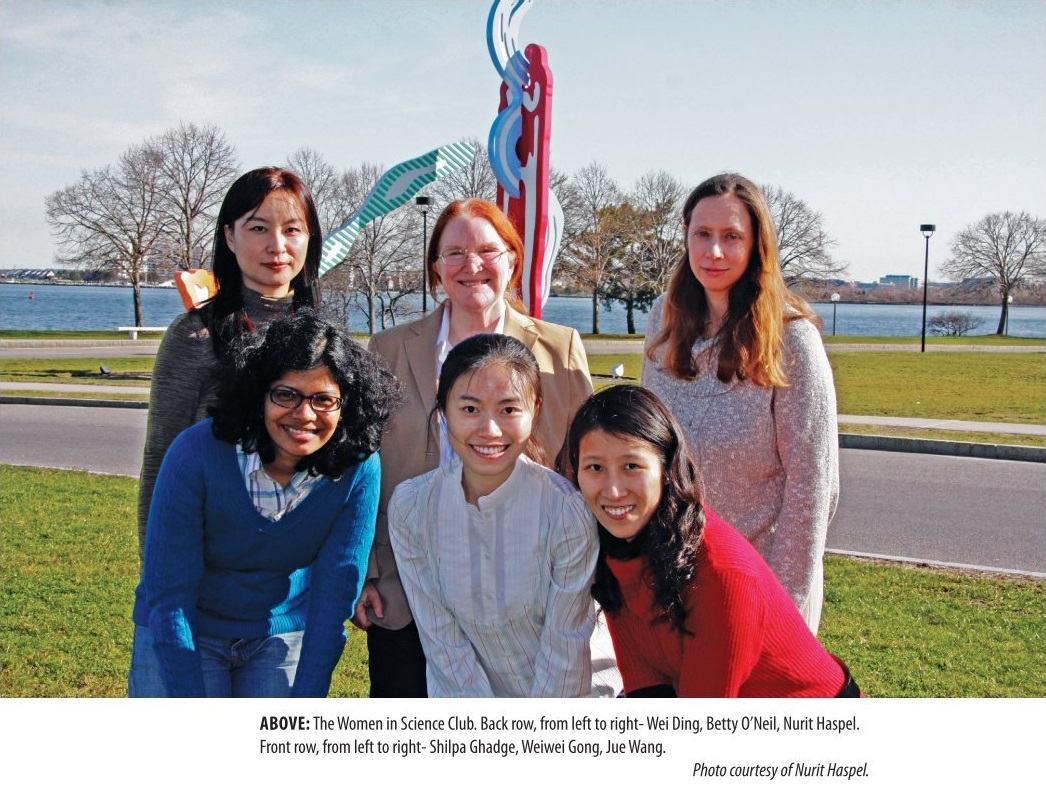 ABOVE: The Women in Science Club. Back row, from left to right- Wei Ding, Betty O’Neil, Nurit Haspel.
Front row, from left to right- Shilpa Ghadge, Weiwei Gong, Jue Wang.
Photo courtesy of Nurit Haspel.